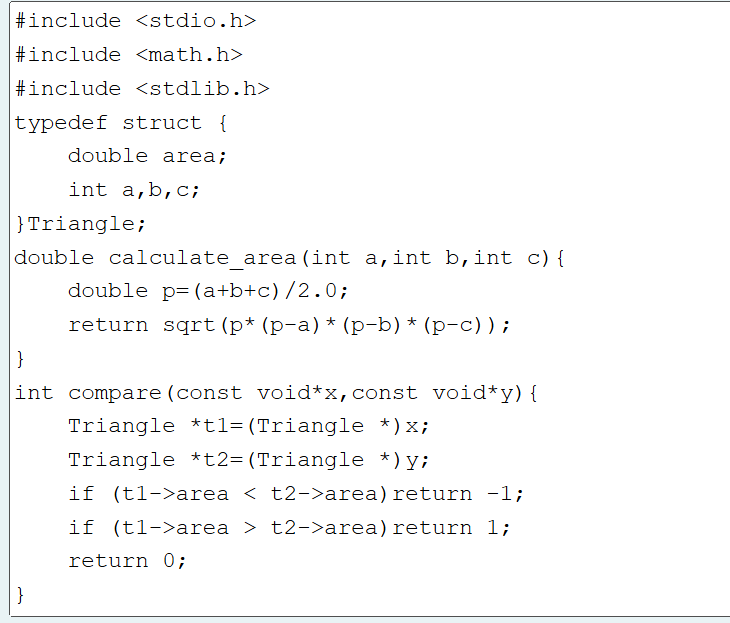 #include <stdio.h>
#include <math.h>
#include <stdlib.h>
typedef struct {
    double area;
    int a,b,c;
}Triangle;
double calculate_area(int a,int b,int c){
    double p=(a+b+c)/2.0;
    return sqrt(p*(p-a)*(p-b)*(p-c));
}
int compare(const void*x,const void*y){
    Triangle *t1=(Triangle *)x;
    Triangle *t2=(Triangle *)y;
    if (t1->area < t2->area)return -1;
    if (t1->area > t2->area)return 1;
    return 0;
}